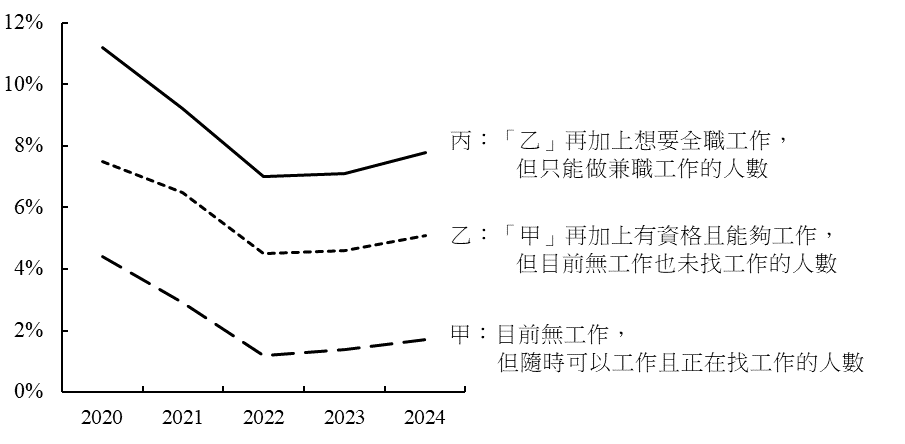 12%
10%
8%
6%
4%
2%
0%
2020 2021 2022 2023 2024
丙：「乙」再加上想要全職工作，
但只能做兼職工作的人數
乙：「甲」再加上有資格且能夠工作，
但目前無工作也未找工作的人數
甲：目前無工作，
但隨時可以工作且正在找工作的人數